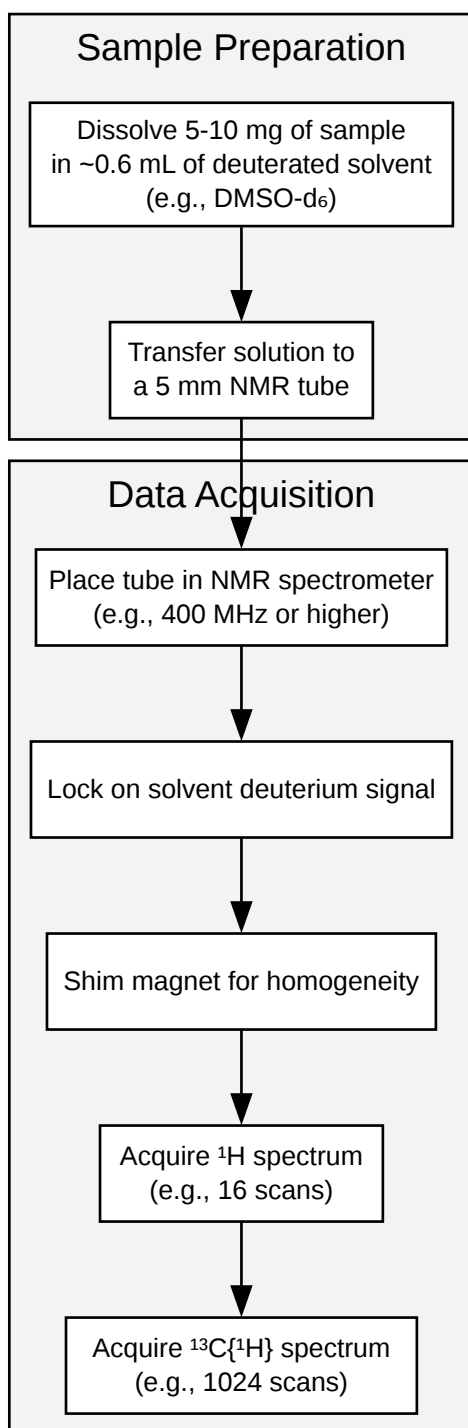 Sample Preparation
Dissolve 5-10 mg of sample
in ~0.6 mL of deuterated solvent
(e.g., DMSO-d₆)
Transfer solution to
a 5 mm NMR tube
Data Acquisition
Place tube in NMR spectrometer
(e.g., 400 MHz or higher)
Lock on solvent deuterium signal
Shim magnet for homogeneity
Acquire ¹H spectrum
(e.g., 16 scans)
Acquire ¹³C{¹H} spectrum
(e.g., 1024 scans)